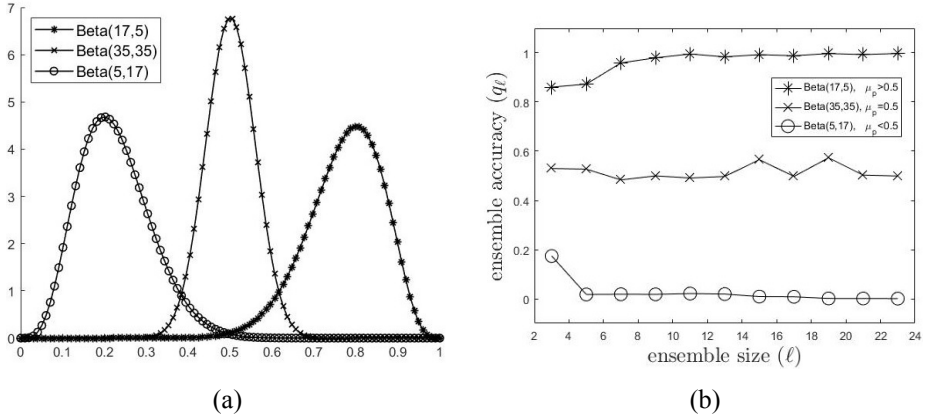 7
6
5
4
3
2
1
0
Beta(17,5)
Beta(35,35)
Beta(5,17)
0 0.1 0.2 0.3 0.4 0.5 0.6 0.7 0.8 0.9 1
(a)
ensemble accuracy (qℓ)
1
0.8
0.6
0.4
0.2
0
Beta(17,5), μp>0.5
Beta(35,35), μp=0.5
Beta(5,17), μp<0.5
2 4 6 8 10 12 14 16 18 20 22 24
ensemble size (ℓ)
(b)